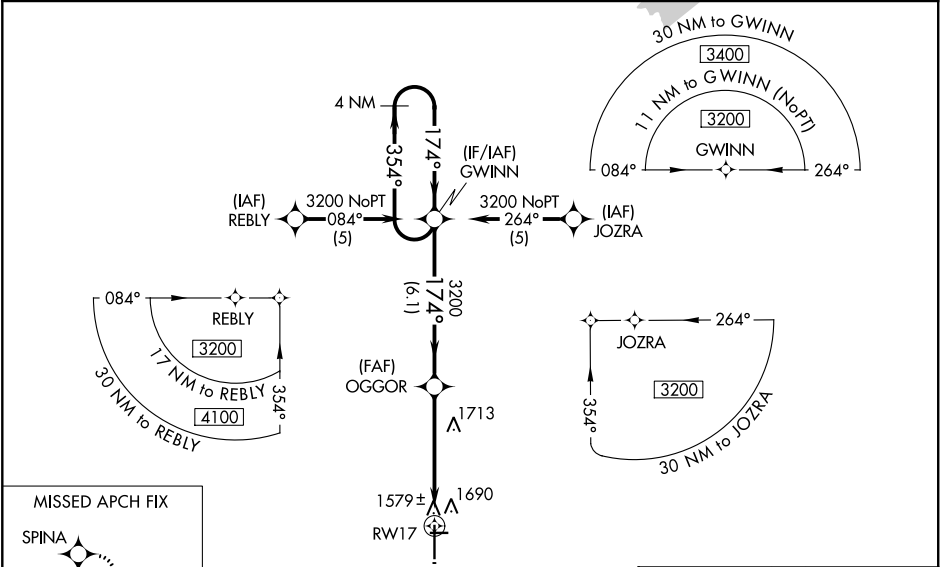 30 NM to GWINN
3400
11 NM to GWINN (NoPT)
3200
GWINN
084°
264°
4 NM
354°
174°
(IF/IAF)
GWINN
(IAF)
REBLY
3200 NoPT
084°
(5)
3200 NoPT
264°
(5)
(IAF)
JOZRA
3200
174°
(6.1)
084°
REBLY
3200
17 NM to REBLY
4100
30 NM to REBLY
354°
(FAF)
OGGOR
1713
JOZRA
264°
3200
354°
30 NM to JOZRA
1579±
1690
RW17
MISSED APCH FIX
SPINA